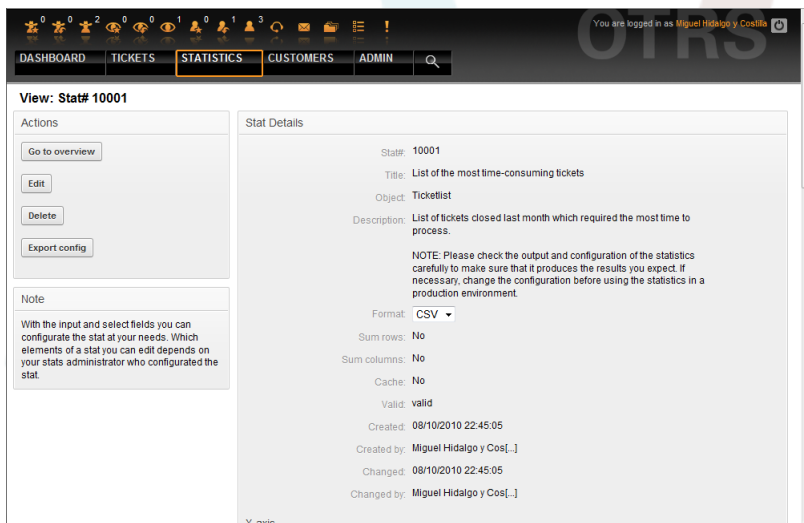 0 0 2 0 0 1 0 1 3
You are logged in as Miguel Hidalgo y Costilla
OTRS
DASHBOARD TICKETS STATISTICS CUSTOMERS ADMIN
View: Stat# 10001
Actions
Go to overview
Edit
Delete
Export config
Note
With the input and select fields you can
configurate the stat at your needs. Which
elements of a stat you can edit depends on
your stats administrator who configurated the
stat.
Stat Details
Stat#: 10001
Title: List of the most time-consuming tickets
Object: Ticketlist
Description: List of tickets closed last month which required the most time to
process.
NOTE: Please check the output and configuration of the statistics
carefully to make sure that it produces the results you expect. If
necessary, change the configuration before using the statistics in a
production environment.
Format: CSV
Sum rows: No
Sum columns: No
Cache: No
Valid: valid
Created: 08/10/2010 22:45:05
Created by: Miguel Hidalgo y Cos[...]
Changed: 08/10/2010 22:45:05
Changed by: Miguel Hidalgo y Cos[...]